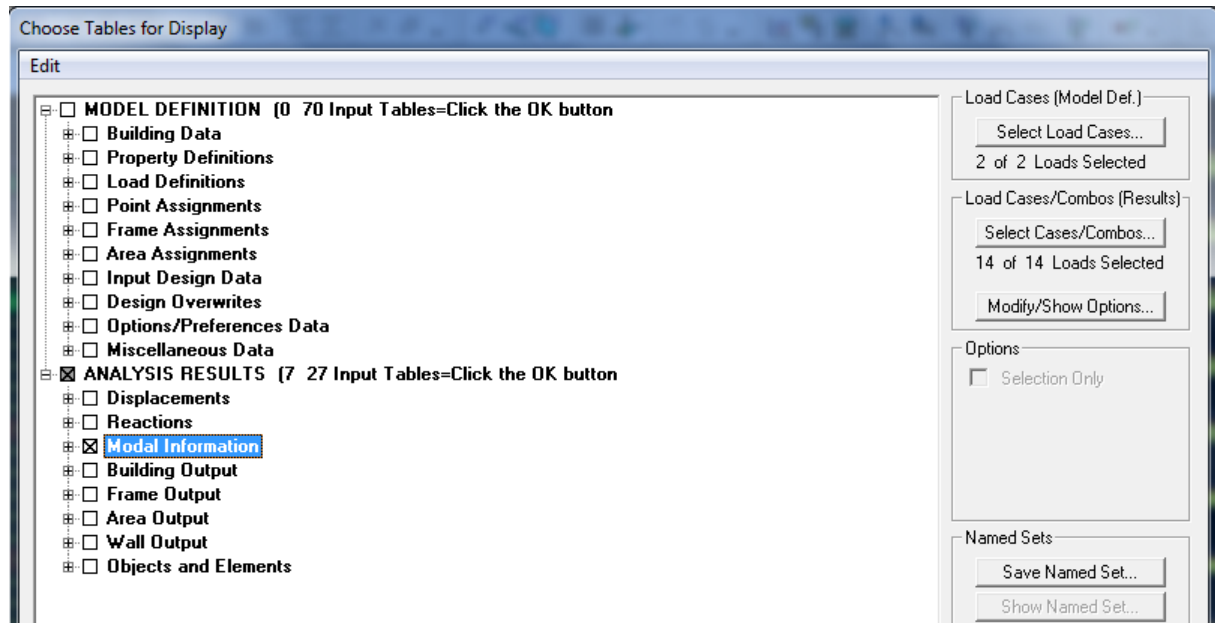 Choose Tables for Display
Edit
MODEL DEFINITION (0 70 Input Tables=Click the OK button
Building Data
Property Definitions
Load Definitions
Point Assignments
Frame Assignments
Area Assignments
Input Design Data
Design Overwrites
Options/Preferences Data
Miscellaneous Data
ANALYSIS RESULTS (7 27 Input Tables=Click the OK button
Displacements
Reactions
Modal Information
Building Output
Frame Output
Area Output
Wall Output
Objects and Elements
Load Cases (Model Def.)
Select Load Cases...
2 of 2 Loads Selected
Load Cases/Combos (Results)
Select Cases/Combos...
14 of 14 Loads Selected
Modify/Show Options...
Options
Selection Only
Named Sets
Save Named Set...
Show Named Set...